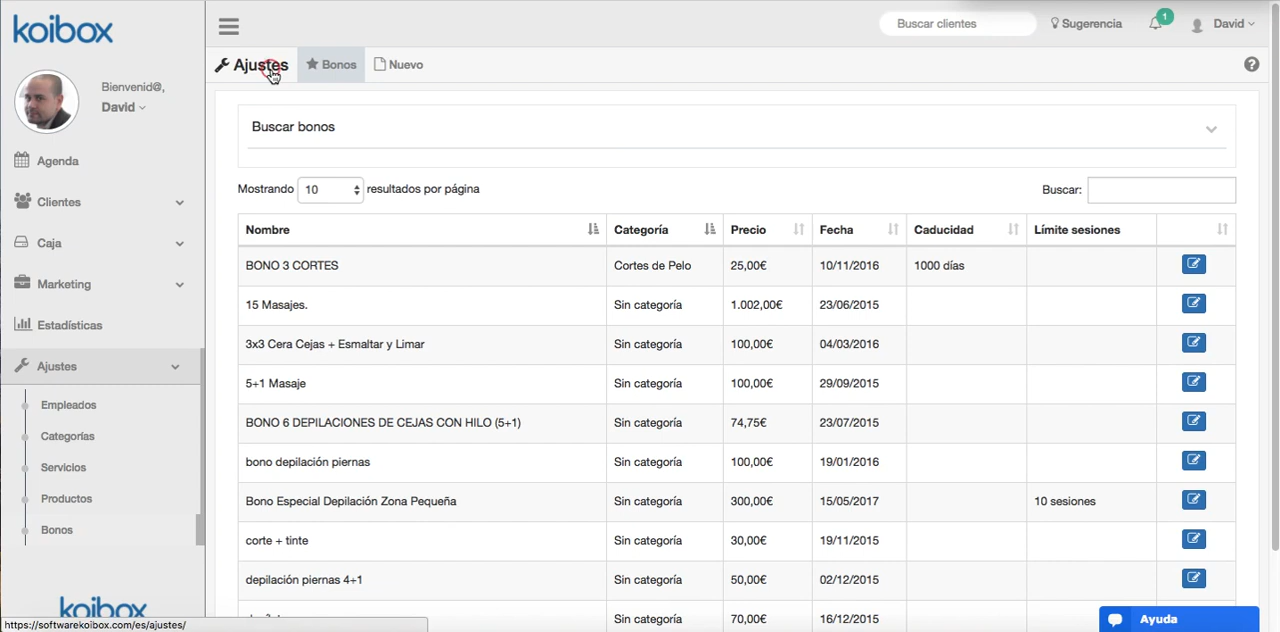 koibox
Buscar clientes
Sugerencia
1
David
Ajustes
Bonos
Nuevo
Bienvenid@,
David
Agenda
Clientes
Caja
Marketing
Estadísticas
Ajustes
Empleados
Categorías
Servicios
Productos
Bonos
koibox
https://softwarekoibox.com/es/ajustes/
Buscar bonos
Mostrando 10 resultados por página
Buscar:
Nombre Categoría Precio Fecha Caducidad Límite sesiones
BONO 3 CORTES Cortes de Pelo 25,00€ 10/11/2016 1000 días
15 Masajes. Sin categoría 1.002,00€ 23/06/2015
3x3 Cera Cejas + Esmaltar y Limar Sin categoría 100,00€ 04/03/2016
5+1 Masaje Sin categoría 100,00€ 29/09/2015
BONO 6 DEPILACIONES DE CEJAS CON HILO (5+1) Sin categoría 74,75€ 23/07/2015
bono depilación piernas Sin categoría 100,00€ 19/01/2016
Bono Especial Depilación Zona Pequeña Sin categoría 300,00€ 15/05/2017 10 sesiones
corte + tinte Sin categoría 30,00€ 19/11/2015
depilación piernas 4+1 Sin categoría 50,00€ 02/12/2015
Sin categoría 70,00€ 16/12/2015
Ayuda